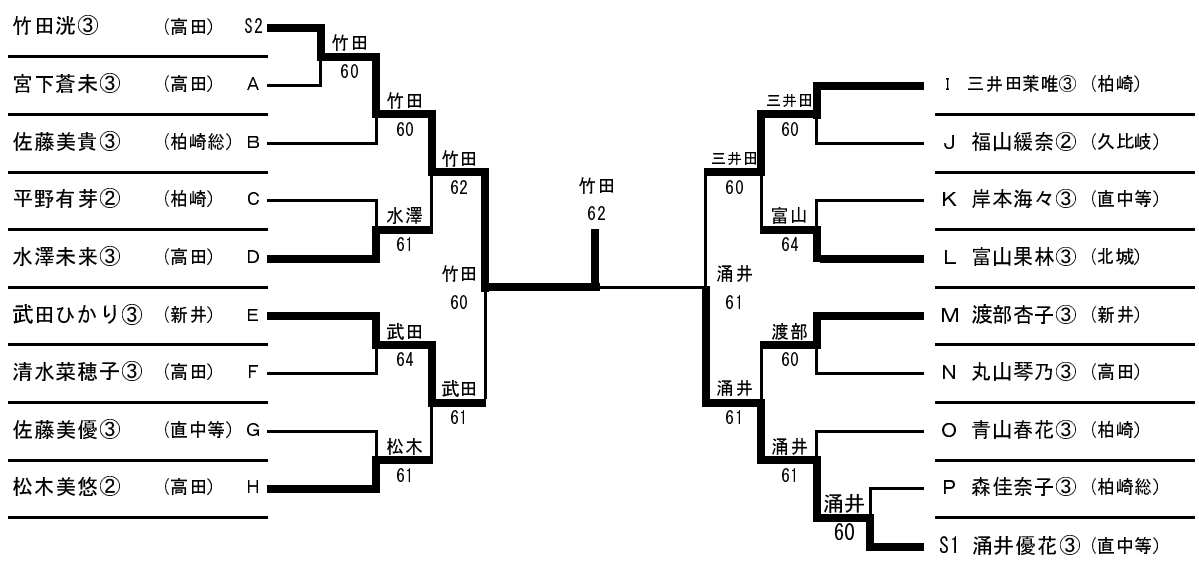 竹田洸③ (高田) S2
宮下蒼未③ (高田) A
佐藤美貴③ (柏崎総) B
平野有芽② (柏崎) C
水澤未来③ (高田) D
武田ひかり③ (新井) E
清水菜穂子③ (高田) F
佐藤美優③ (直中等) G
松木美悠② (高田) H
竹田
60
竹田
60
水澤
61
武田
64
松木
61
竹田
62
武田
61
竹田
60
竹田
62
涌井
61
三井田
60
涌井
61
三井田
60
富山
64
渡部
60
涌井
61
涌井
60
I 三井田茉唯③ (柏崎)
J 福山緩奈② (久比岐)
K 岸本海々③ (直中等)
L 富山果林③ (北城)
M 渡部杏子③ (新井)
N 丸山琴乃③ (高田)
O 青山春花③ (柏崎)
P 森佳奈子③ (柏崎総)
S1 涌井優花③ (直中等)